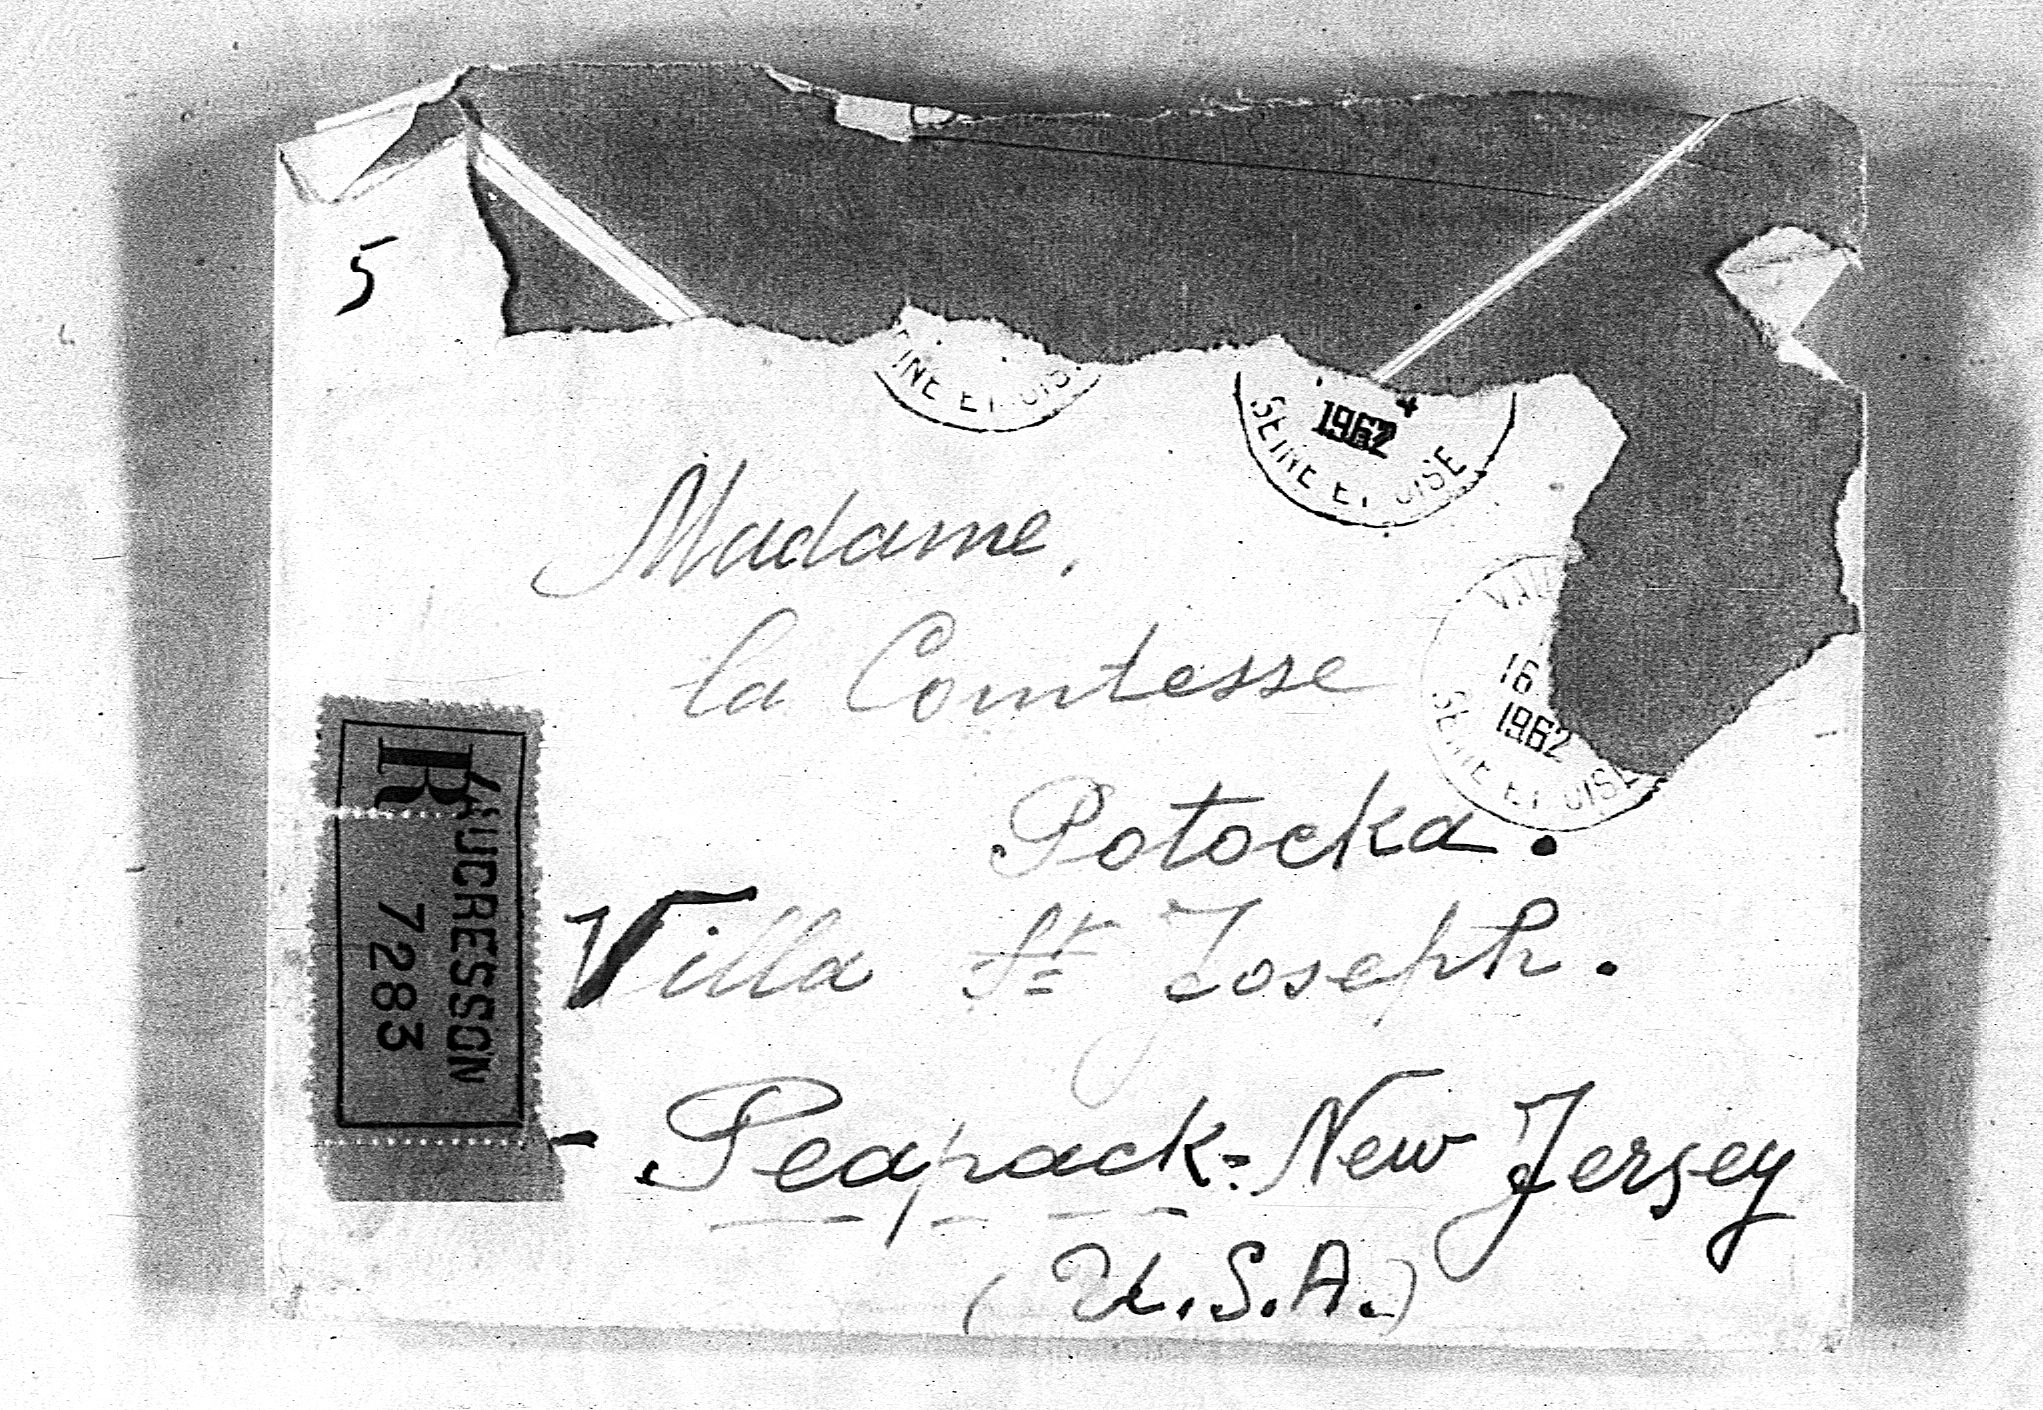 5
SEINE ET OISE
1962
SEINE ET OISE
Madame,
la Comtesse
16
1962
SEINE ET OISE
Potocka.
R
VAUCRESSON
7283
Villa St Joseph.
- Peapack = New Jersey
(U.S.A.)